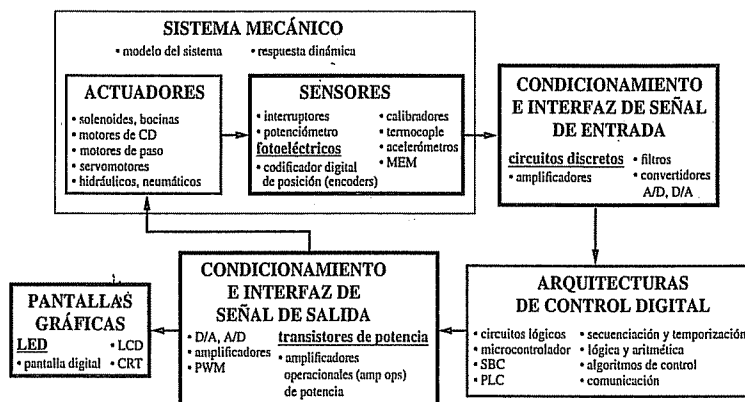 SISTEMA MECÁNICO
• modelo del sistema • respuesta dinámica
ACTUADORES
• solenoides, bocinas
• motores de CD
• motores de paso
• servomotores
• hidráulicos, neumáticos
SENSORES
• interruptores
• potenciómetro
fotoeléctricos
• codificador digital
de posición (encoders)
• calibradores
• termocople
• acelerómetros
• MEM
CONDICIONAMIENTO
E INTERFAZ DE SEÑAL
DE ENTRADA
circuitos discretos
• amplificadores
• filtros
• convertidores
A/D, D/A
ARQUITECTURAS
DE CONTROL DIGITAL
• circuitos lógicos
• microcontrolador
• SBC
• PLC
• secuenciación y temporización
• lógica y aritmética
• algoritmos de control
• comunicación
CONDICIONAMIENTO
E INTERFAZ DE
SEÑAL DE SALIDA
• D/A, A/D
• amplificadores
• PWM
transistores de potencia
• amplificadores
operacionales (amp ops)
de potencia
PANTALLAS
GRÁFICAS
LED
• pantalla digital
• LCD
• CRT